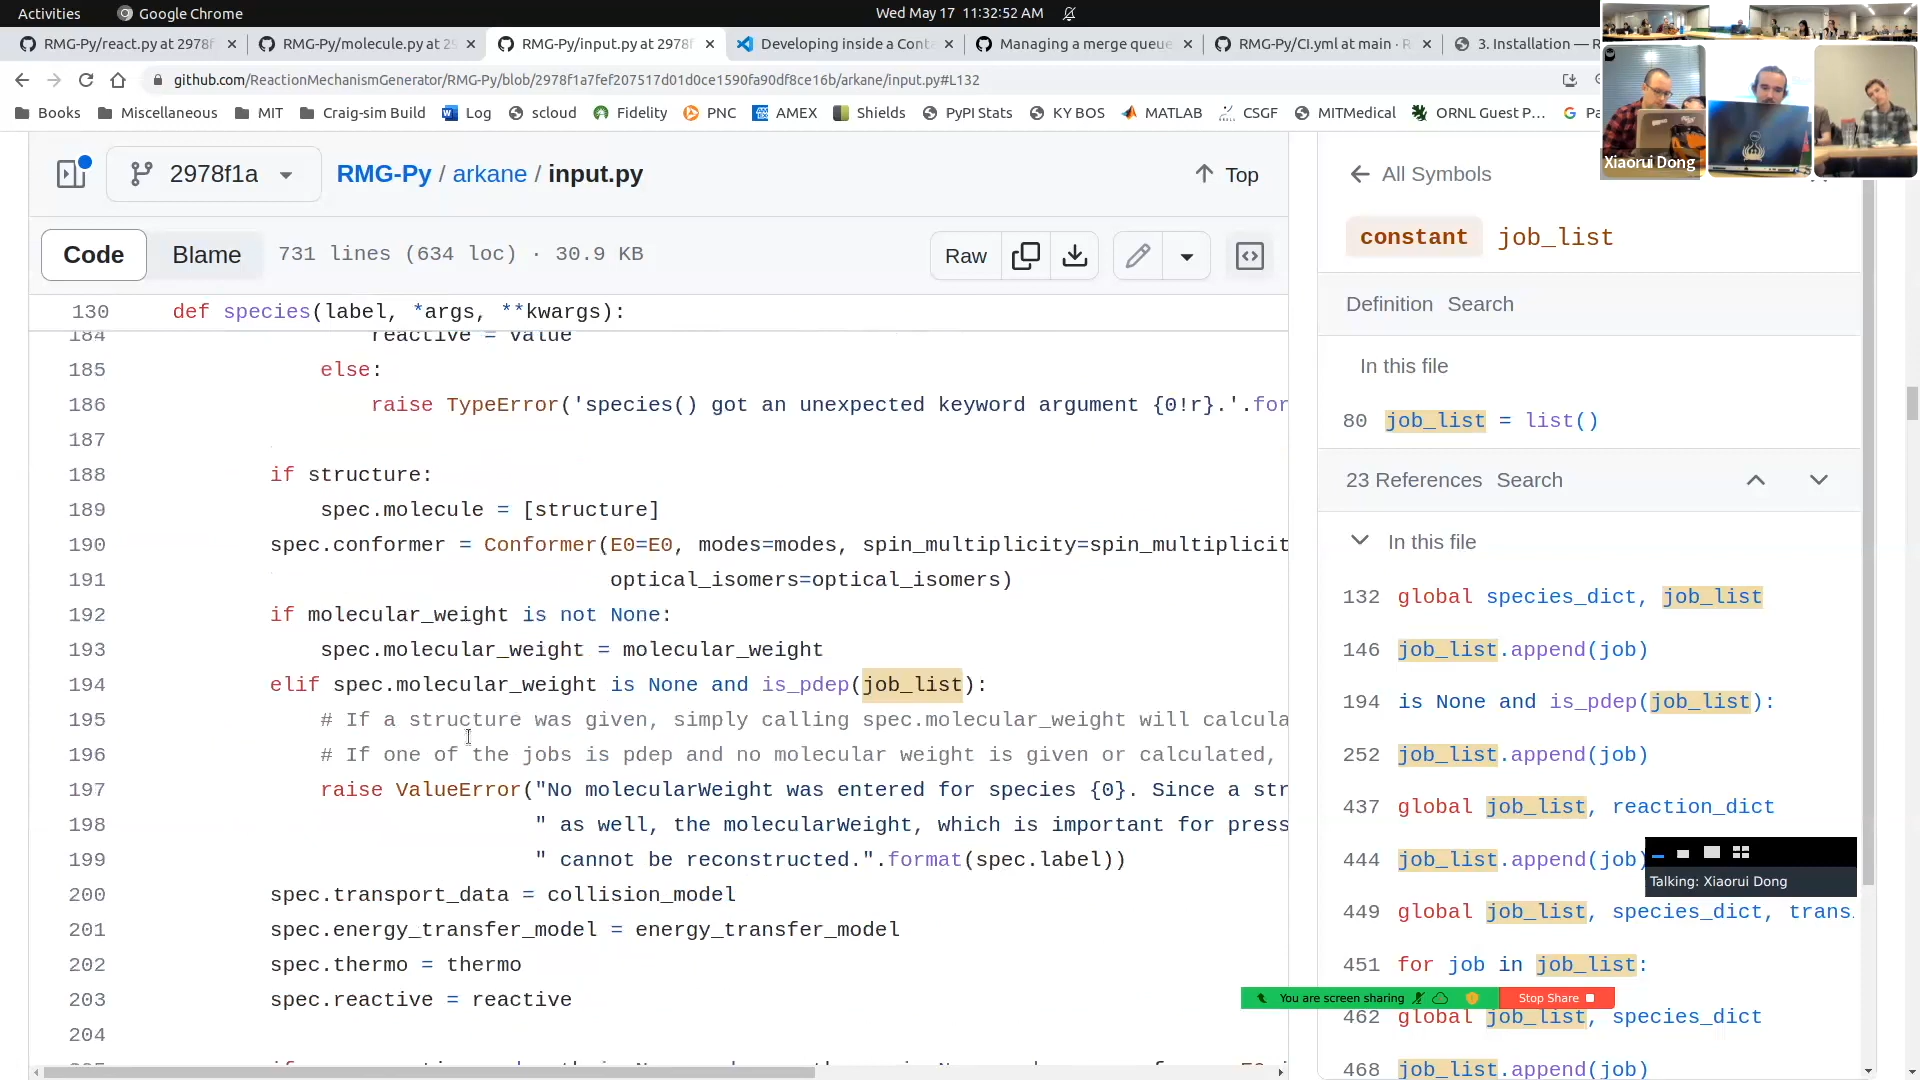 Activities
Google Chrome
Wed May 17 11:32:52 AM
RMG-Py/react.py at 2978f
RMG-Py/molecule.py at 29
RMG-Py/input.py at 2978f
Developing inside a Cont
Managing a merge queue
RMG-Py/CI.yml at main · R
3. Installation — R
github.com/ReactionMechanismGenerator/RMG-Py/blob/2978f1a7fef207517d01d0ce1590fa90df8ce16b/arkane/input.py#L132
Books
Miscellaneous
MIT
Craig-sim Build
Log
scloud
Fidelity
PNC
AMEX
Shields
PyPI Stats
KY BOS
MATLAB
CSGF
MITMedical
ORNL Guest P...
Xiaorui Dong
2978f1a
RMG-Py / arkane / input.py
Top
Code
Blame
731 lines (634 loc) · 30.9 KB
Raw
130 def species(label, *args, **kwargs):
184 reactive = value
185 else:
186 raise TypeError('species() got an unexpected keyword argument {0!r}.'.for
187
188 if structure:
189 spec.molecule = [structure]
190 spec.conformer = Conformer(E0=E0, modes=modes, spin_multiplicity=spin_multiplicit
191 optical_isomers=optical_isomers)
192 if molecular_weight is not None:
193 spec.molecular_weight = molecular_weight
194 elif spec.molecular_weight is None and is_pdep(job_list):
195 # If a structure was given, simply calling spec.molecular_weight will calcula
196 # If one of the jobs is pdep and no molecular weight is given or calculated,
197 raise ValueError("No molecularWeight was entered for species {0}. Since a str
198 " as well, the molecularWeight, which is important for press
199 " cannot be reconstructed.".format(spec.label))
200 spec.transport_data = collision_model
201 spec.energy_transfer_model = energy_transfer_model
202 spec.thermo = thermo
203 spec.reactive = reactive
204
All Symbols
constant job_list
Definition Search
In this file
80 job_list = list()
23 References Search
In this file
132 global species_dict, job_list
146 job_list.append(job)
194 is None and is_pdep(job_list):
252 job_list.append(job)
437 global job_list, reaction_dict
444 job_list.append(job)
Talking: Xiaorui Dong
449 global job_list, species_dict, trans.
451 for job in job_list:
You are screen sharing
Stop Share
462 global job_list, species_dict
468 job_list.append(job)